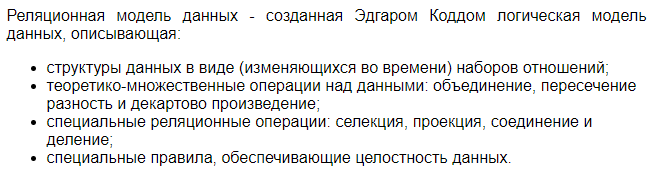 Реляционная модель данных - созданная Эдгаром Коддом логическая модель
данных, описывающая:
• структуры данных в виде (изменяющихся во времени) наборов отношений;
• теоретико-множественные операции над данными: объединение, пересечение
разность и декартово произведение;
• специальные реляционные операции: селекция, проекция, соединение и
деление;
• специальные правила, обеспечивающие целостность данных.